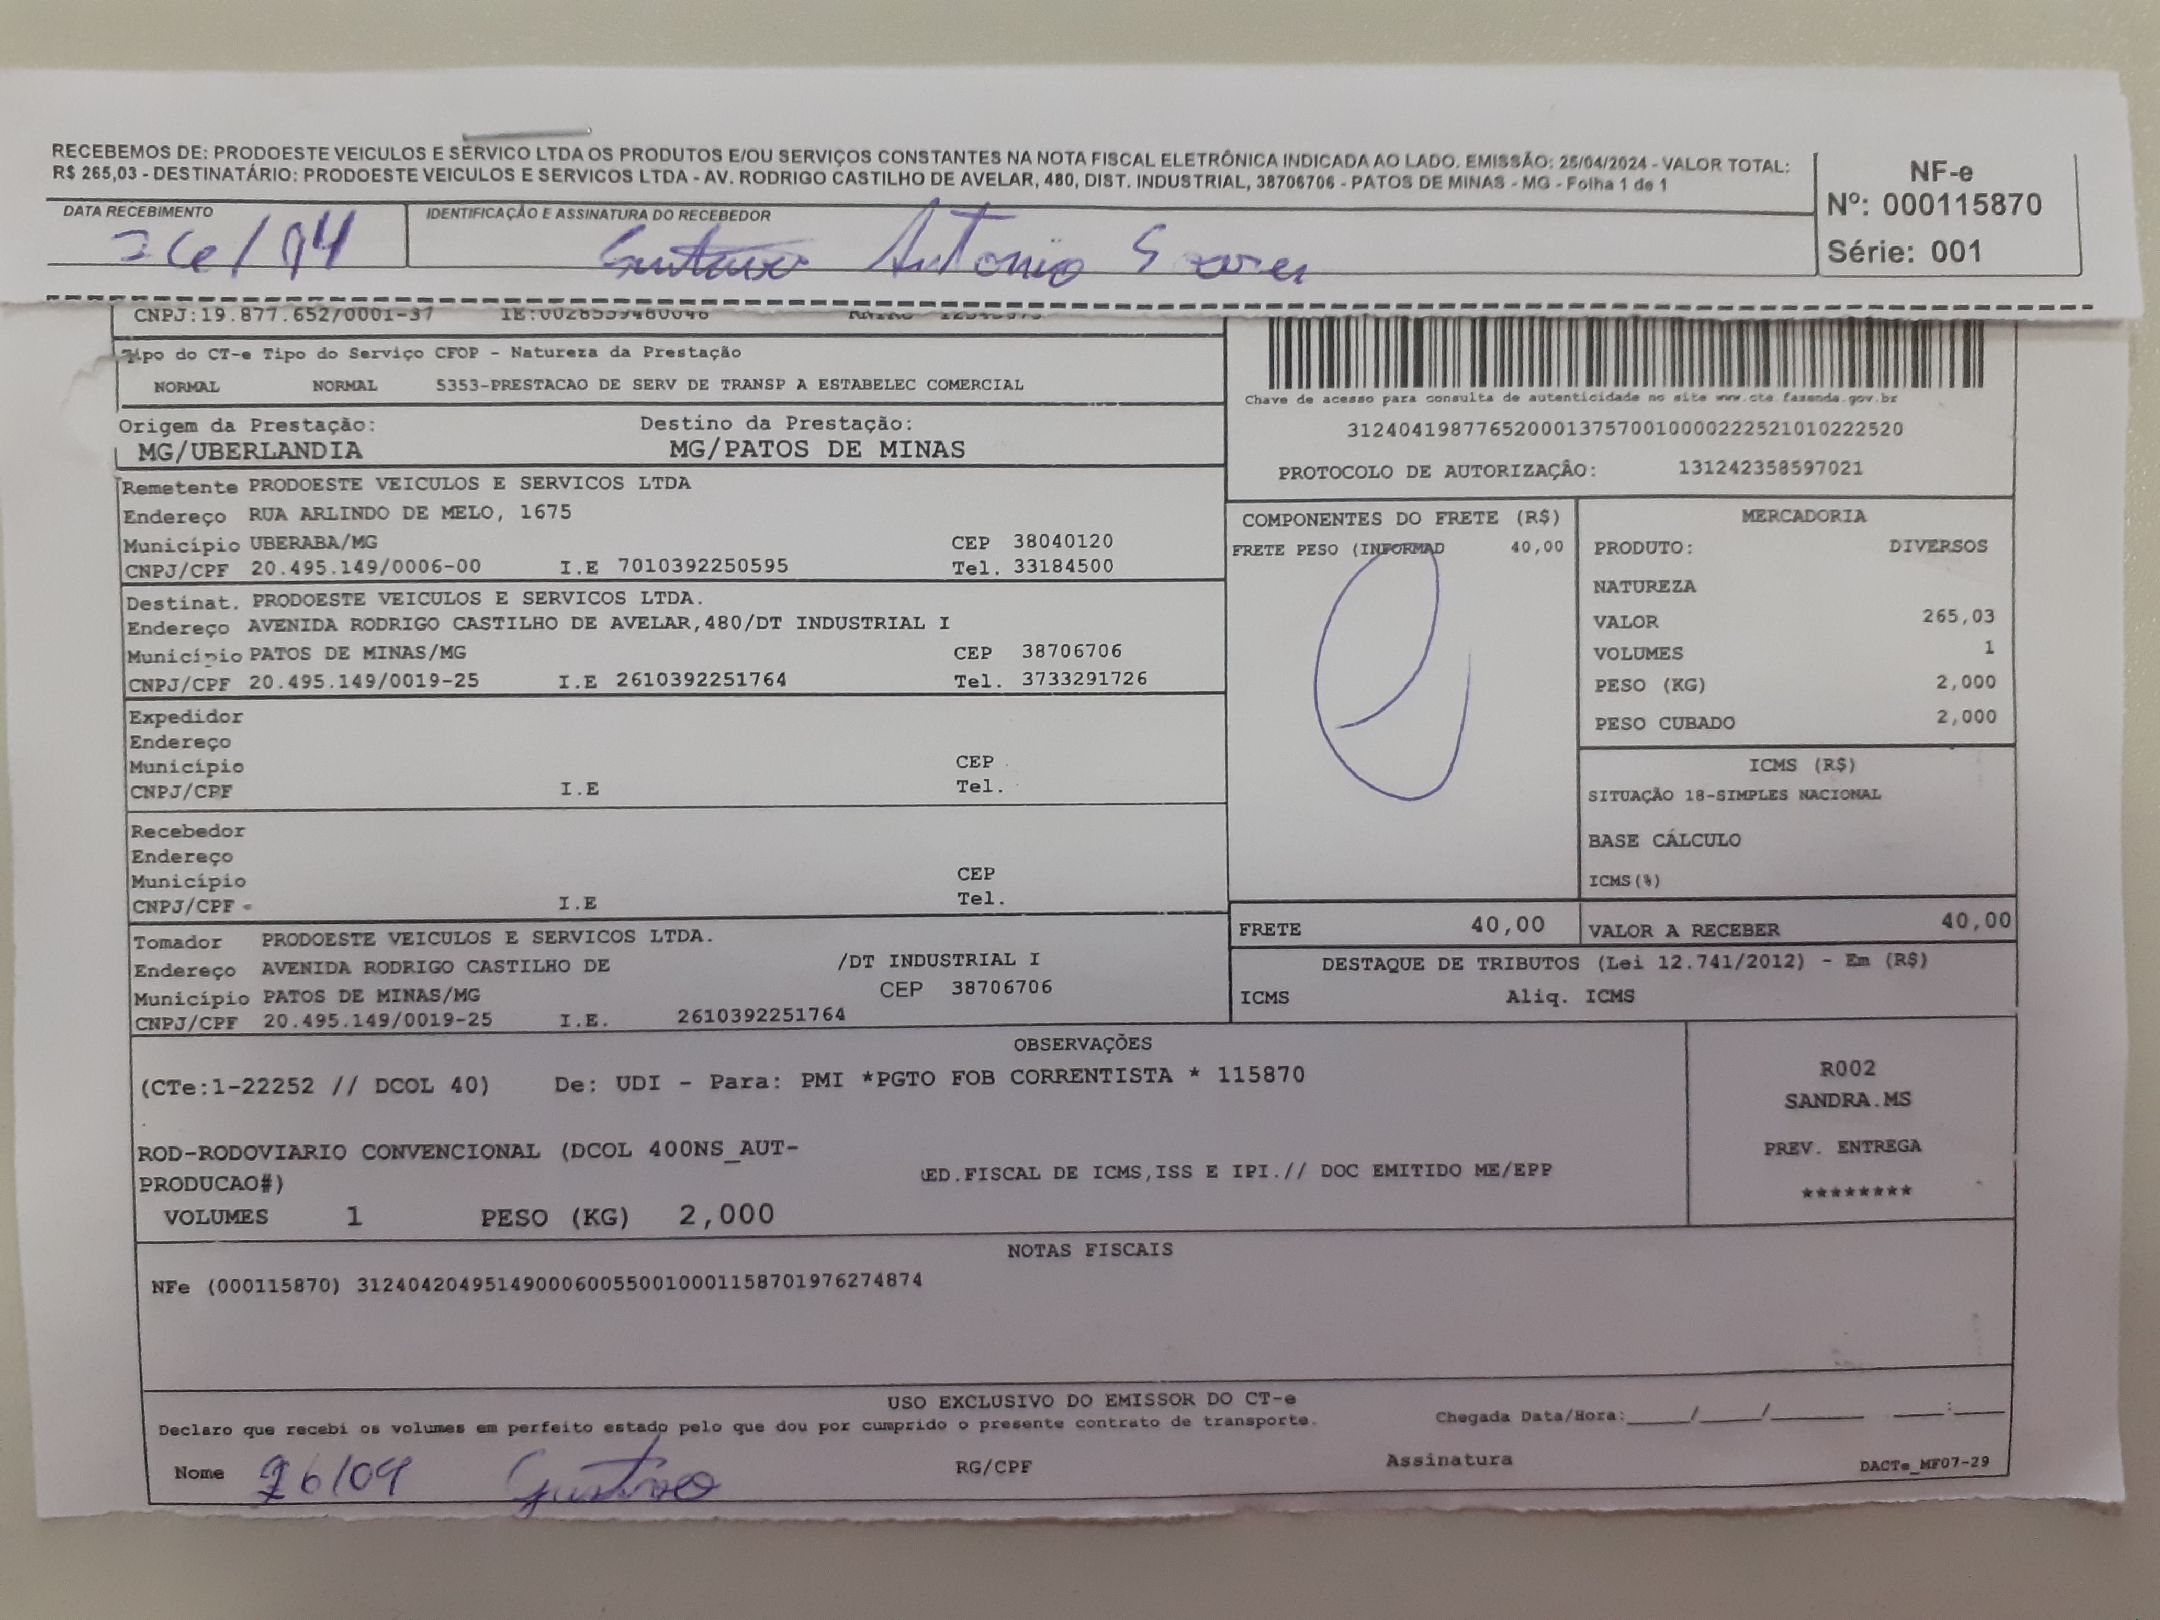 RECEBEMOS DE: PRODOESTE VEICULOS E SERVICO LTDA OS PRODUTOS E/OU SERVIÇOS CONSTANTES NA NOTA FISCAL ELETRÔNICA INDICADA AO LADO. EMISSÃO: 25/04/2024 - VALOR TOTAL:
R$ 265,03 - DESTINATÁRIO: PRODOESTE VEICULOS E SERVICOS LTDA - AV. RODRIGO CASTILHO DE AVELAR, 480, DIST. INDUSTRIAL, 38706706 - PATOS DE MINAS - MG - Folha 1 de 1
NF-e
Nº: 000115870
Série: 001
DATA RECEBIMENTO
26/04
IDENTIFICAÇÃO E ASSINATURA DO RECEBEDOR
Gustavo Antonio
CNPJ:19.877.652/0001-37 IE:0028559480046
Tipo do CT-e Tipo do Serviço CFOP - Natureza da Prestação
NORMAL NORMAL 5353-PRESTACAO DE SERV DE TRANSP A ESTABELEC COMERCIAL
Origem da Prestação: Destino da Prestação:
MG/UBERLANDIA MG/PATOS DE MINAS
Chave de acesso para consulta de autenticidade no site www.cte.fazenda.gov.br
31240419877652000137570010000222521010222520
PROTOCOLO DE AUTORIZAÇÃO: 131242358597021
Remetente PRODOESTE VEICULOS E SERVICOS LTDA
Endereço RUA ARLINDO DE MELO, 1675
Município UBERABA/MG CEP 38040120
CNPJ/CPF 20.495.149/0006-00 I.E 7010392250595 Tel. 33184500
Destinat. PRODOESTE VEICULOS E SERVICOS LTDA.
Endereço AVENIDA RODRIGO CASTILHO DE AVELAR,480/DT INDUSTRIAL I
Município PATOS DE MINAS/MG CEP 38706706
CNPJ/CPF 20.495.149/0019-25 I.E 2610392251764 Tel. 3733291726
Expedidor
Endereço
Município CEP
CNPJ/CPF I.E Tel.
Recebedor
Endereço
Município CEP
CNPJ/CPF I.E Tel.
Tomador PRODOESTE VEICULOS E SERVICOS LTDA.
Endereço AVENIDA RODRIGO CASTILHO DE /DT INDUSTRIAL I
Município PATOS DE MINAS/MG CEP 38706706
CNPJ/CPF 20.495.149/0019-25 I.E. 2610392251764
COMPONENTES DO FRETE (R$)
FRETE PESO (INFORMAD 40,00
MERCADORIA
PRODUTO: DIVERSOS
NATUREZA
VALOR 265,03
VOLUMES 1
PESO (KG) 2,000
PESO CUBADO 2,000
ICMS (R$)
SITUAÇÃO 18-SIMPLES NACIONAL
BASE CÁLCULO
ICMS(%)
FRETE 40,00 VALOR A RECEBER 40,00
DESTAQUE DE TRIBUTOS (Lei 12.741/2012) - Em (R$)
ICMS Aliq. ICMS
OBSERVAÇÕES
(CTe:1-22252 // DCOL 40) De: UDI - Para: PMI *PGTO FOB CORRENTISTA * 115870
ROD-RODOVIARIO CONVENCIONAL (DCOL 400NS_AUT-
PRODUCAO#) ED.FISCAL DE ICMS,ISS E IPI.// DOC EMITIDO ME/EPP
VOLUMES 1 PESO (KG) 2,000
R002
SANDRA.MS
PREV. ENTREGA
********
NOTAS FISCAIS
NFe (000115870) 31240420495149000600550010001158701976274874
USO EXCLUSIVO DO EMISSOR DO CT-e
Declaro que recebi os volumes em perfeito estado pelo que dou por cumprido o presente contrato de transporte. Chegada Data/Hora:_____/_____/________ ____:____
Nome 26/04 Gustavo RG/CPF Assinatura DACTe_MF07-29